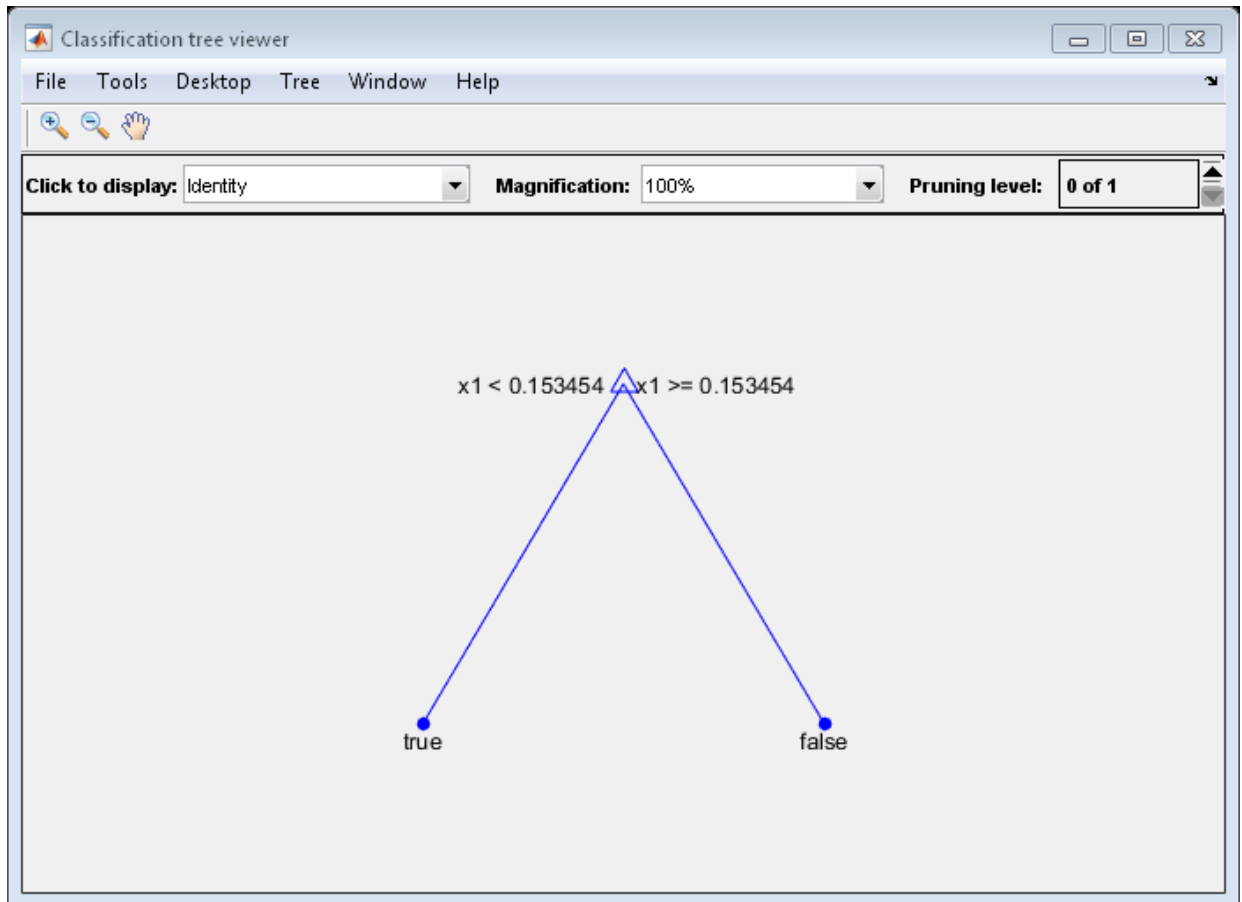 Classification tree viewer
File Tools Desktop Tree Window Help
Click to display: Identity Magnification: 100% Pruning level: 0 of 1
x1 < 0.153454 x1 >= 0.153454
true false